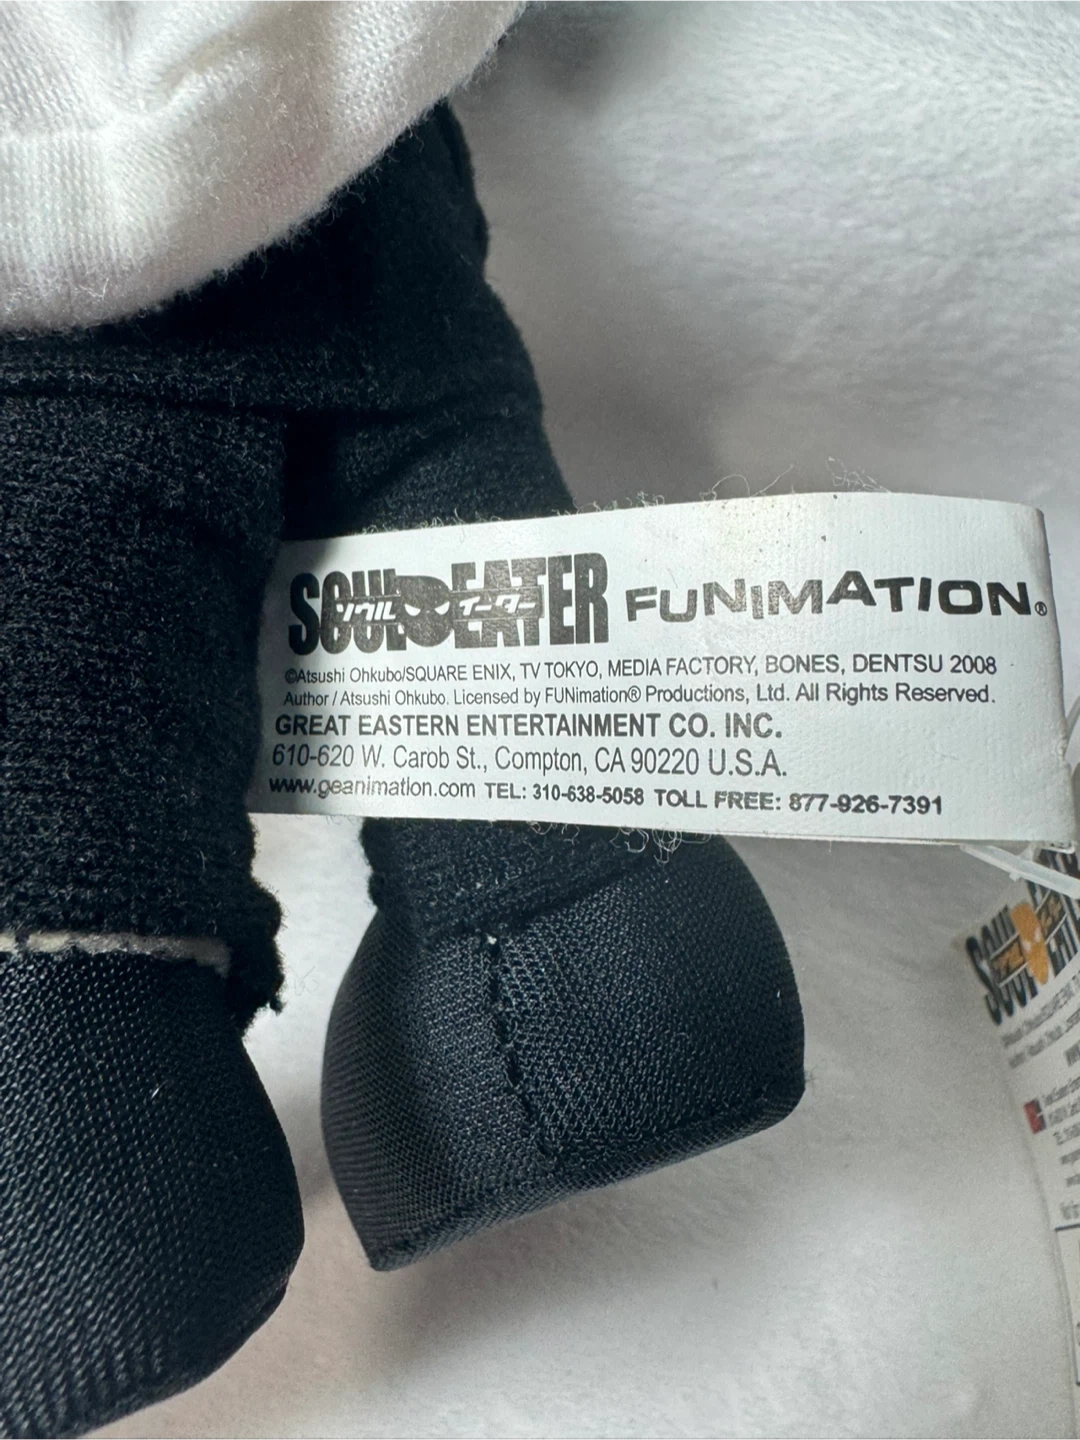 SOUL EATER FUNIMATION®
ソウル イーター
©Atsushi Ohkubo/SQUARE ENIX, TV TOKYO, MEDIA FACTORY, BONES, DENTSU 2008
Author / Atsushi Ohkubo. Licensed by FUNimation® Productions, Ltd. All Rights Reserved.
GREAT EASTERN ENTERTAINMENT CO. INC.
610-620 W. Carob St., Compton, CA 90220 U.S.A.
www.geanimation.com TEL: 310-638-5058 TOLL FREE: 877-926-7391
SOUL